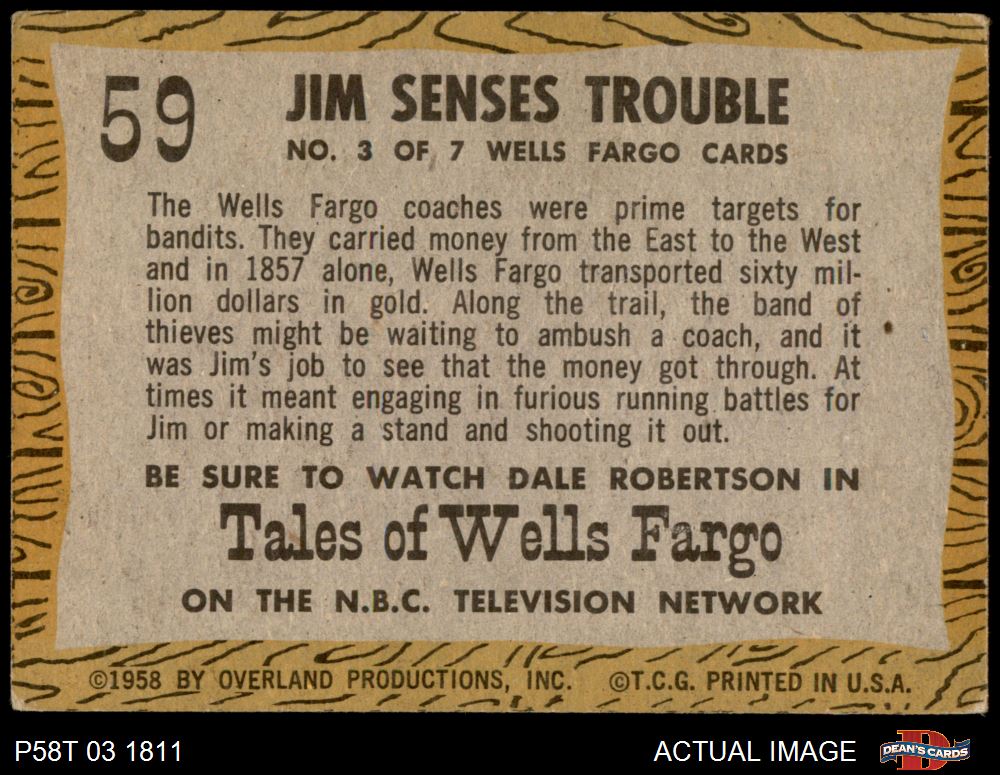 59
JIM SENSES TROUBLE
NO. 3 OF 7 WELLS FARGO CARDS
The Wells Fargo coaches were prime targets for
bandits. They carried money from the East to the West
and in 1857 alone, Wells Fargo transported sixty mil-
lion dollars in gold. Along the trail, the band of
thieves might be waiting to ambush a coach, and it
was Jim's job to see that the money got through. At
times it meant engaging in furious running battles for
Jim or making a stand and shooting it out.
BE SURE TO WATCH DALE ROBERTSON IN
Tales of Wells Fargo
ON THE N.B.C. TELEVISION NETWORK
©1958 BY OVERLAND PRODUCTIONS, INC. ©T.C.G. PRINTED IN U.S.A.
P58T 03 1811 ACTUAL IMAGE D DEAN'S CARDS